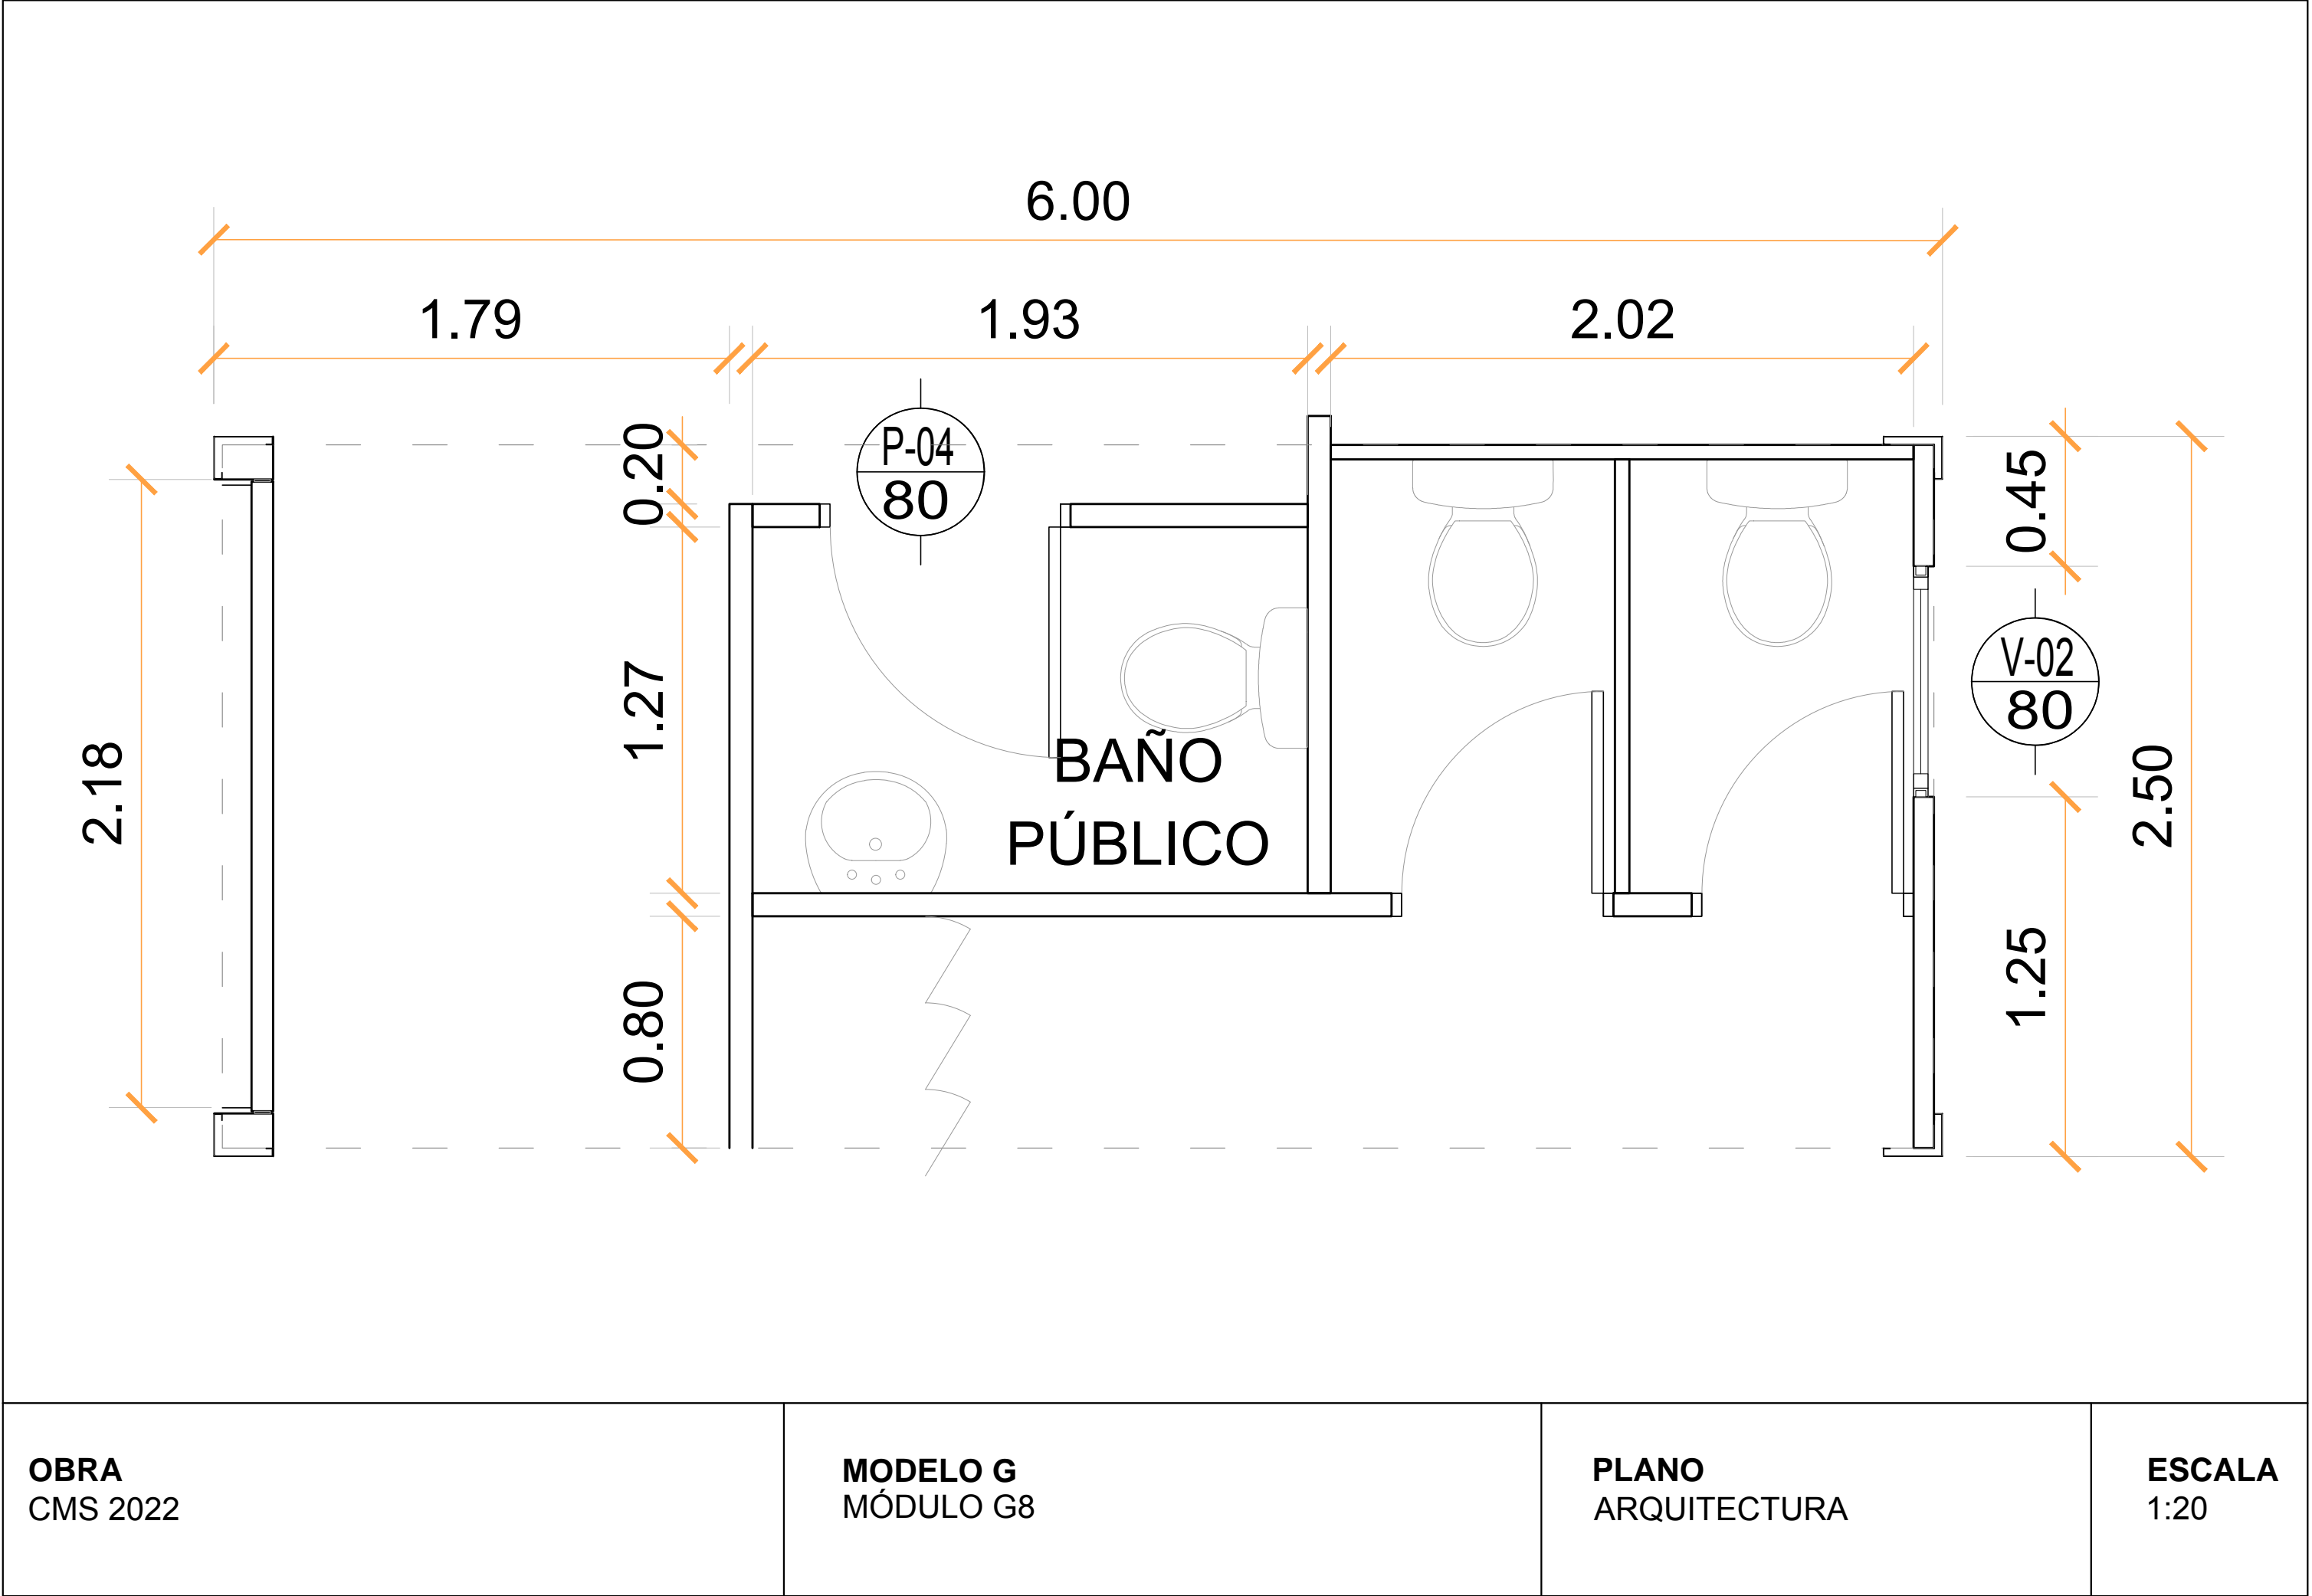 6.00
1.79
1.93
2.02
P-04
80
0.20
0.45
V-02
80
1.27
BAÑO
PÚBLICO
2.18
2.50
0.80
1.25
OBRA
CMS 2022
MODELO G
MÓDULO G8
PLANO
ARQUITECTURA
ESCALA
1:20